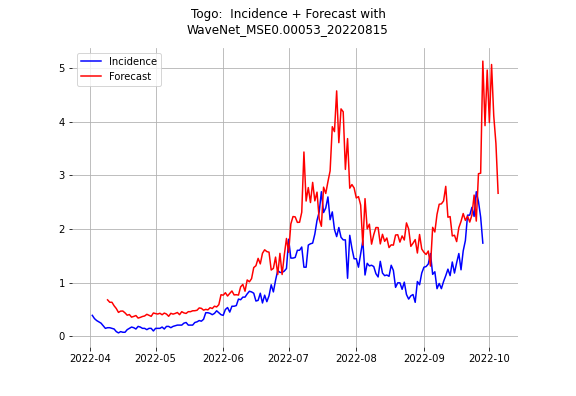 Togo:  Incidence + Forecast with
WaveNet_MSE0.00053_20220815
Incidence
Forecast
5
4
3
2
1
0
2022-04 2022-05 2022-06 2022-07 2022-08 2022-09 2022-10